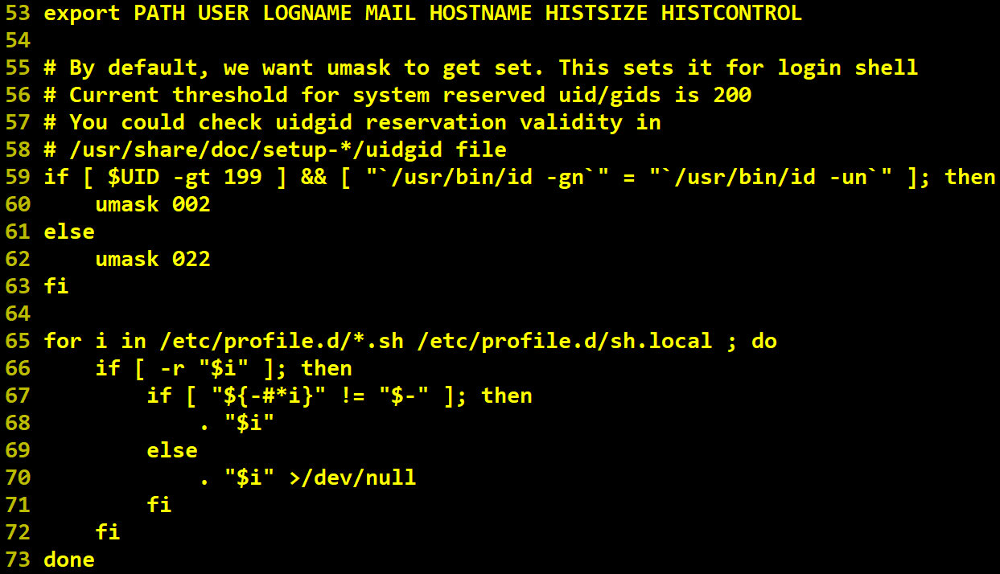 53 export PATH USER LOGNAME MAIL HOSTNAME HISTSIZE HISTCONTROL
54
55 # By default, we want umask to get set. This sets it for login shell
56 # Current threshold for system reserved uid/gids is 200
57 # You could check uidgid reservation validity in
58 # /usr/share/doc/setup-*/uidgid file
59 if [ $UID -gt 199 ] && [ "`/usr/bin/id -gn`" = "`/usr/bin/id -un`" ]; then
60     umask 002
61 else
62     umask 022
63 fi
64
65 for i in /etc/profile.d/*.sh /etc/profile.d/sh.local ; do
66     if [ -r "$i" ]; then
67         if [ "${-#*i}" != "$-" ]; then
68             . "$i"
69         else
70             . "$i" >/dev/null
71         fi
72     fi
73 done